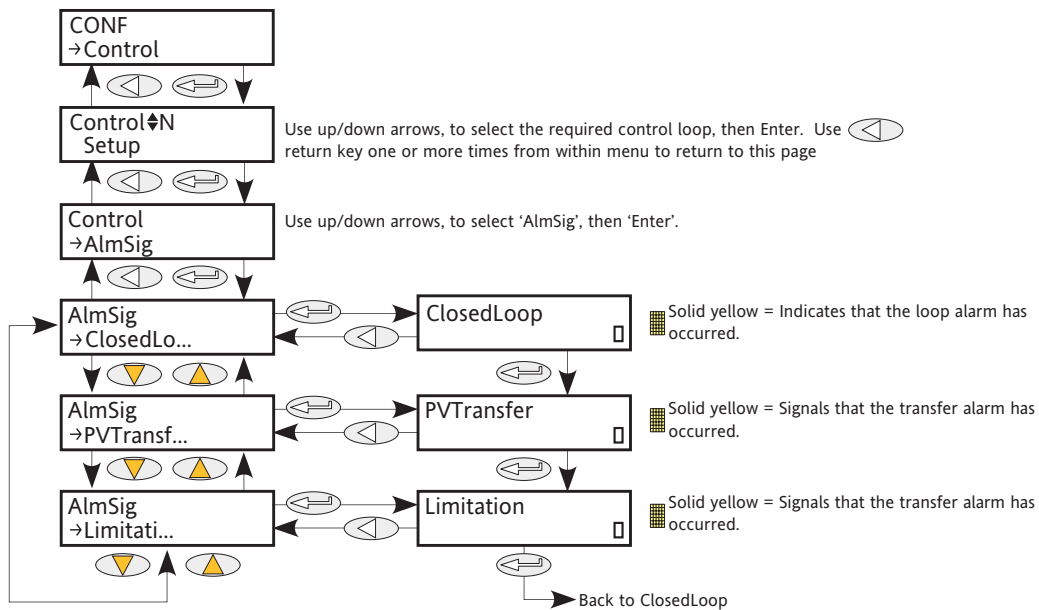 CONF
→Control
Control♦N
Setup
Use up/down arrows, to select the required control loop, then Enter. Use
return key one or more times from within menu to return to this page
Control
→AlmSig
Use up/down arrows, to select 'AlmSig', then 'Enter'.
AlmSig
→ClosedLo...
ClosedLoop
Solid yellow = Indicates that the loop alarm has
occurred.
AlmSig
→PVTransf...
PVTransfer
Solid yellow = Signals that the transfer alarm has
occurred.
AlmSig
→Limitati...
Limitation
Solid yellow = Signals that the transfer alarm has
occurred.
Back to ClosedLoop